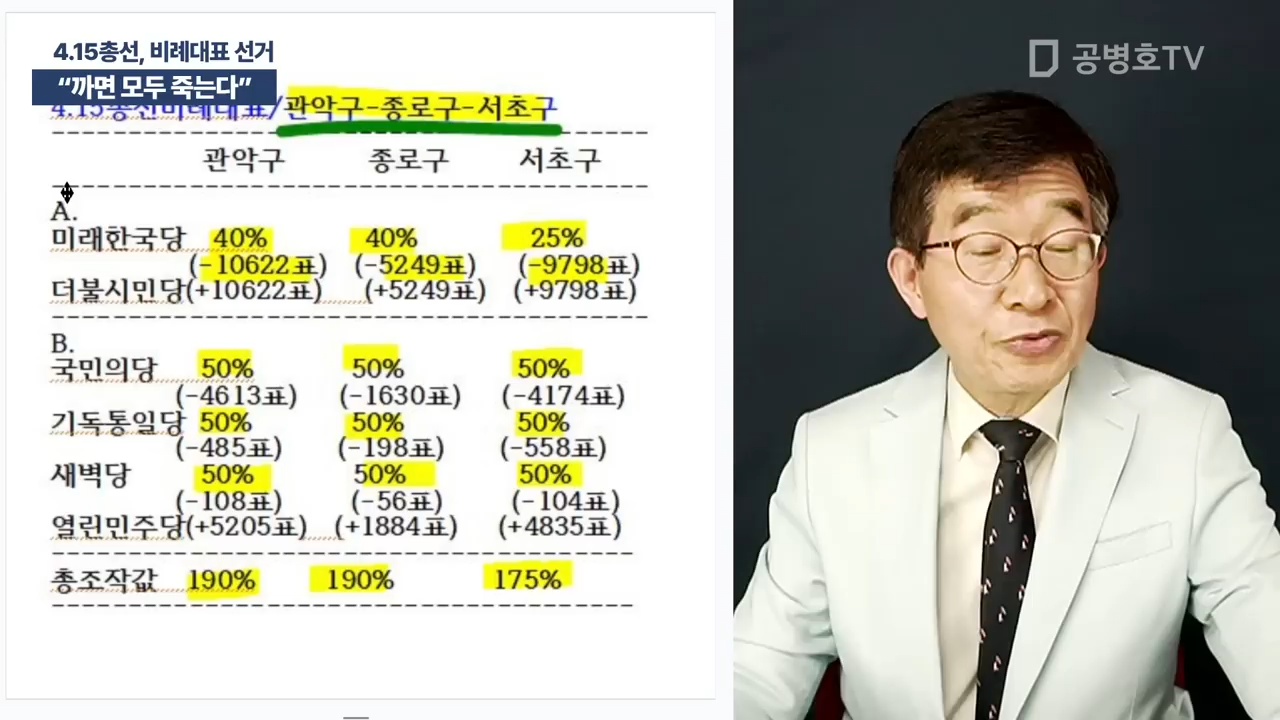 4.15총선, 비례대표 선거
“까면 모두 죽는다”
공병호TV
4.15총선비례대표/관악구-종로구-서초구
관악구 종로구 서초구
A.
미래한국당 40% 40% 25%
(-10622표) (-5249표) (-9798표)
더불시민당(+10622표) (+5249표) (+9798표)
B.
국민의당 50% 50% 50%
(-4613표) (-1630표) (-4174표)
기독통일당 50% 50% 50%
(-485표) (-198표) (-558표)
새벽당 50% 50% 50%
(-108표) (-56표) (-104표)
열린민주당(+5205표) (+1884표) (+4835표)
총조작값 190% 190% 175%